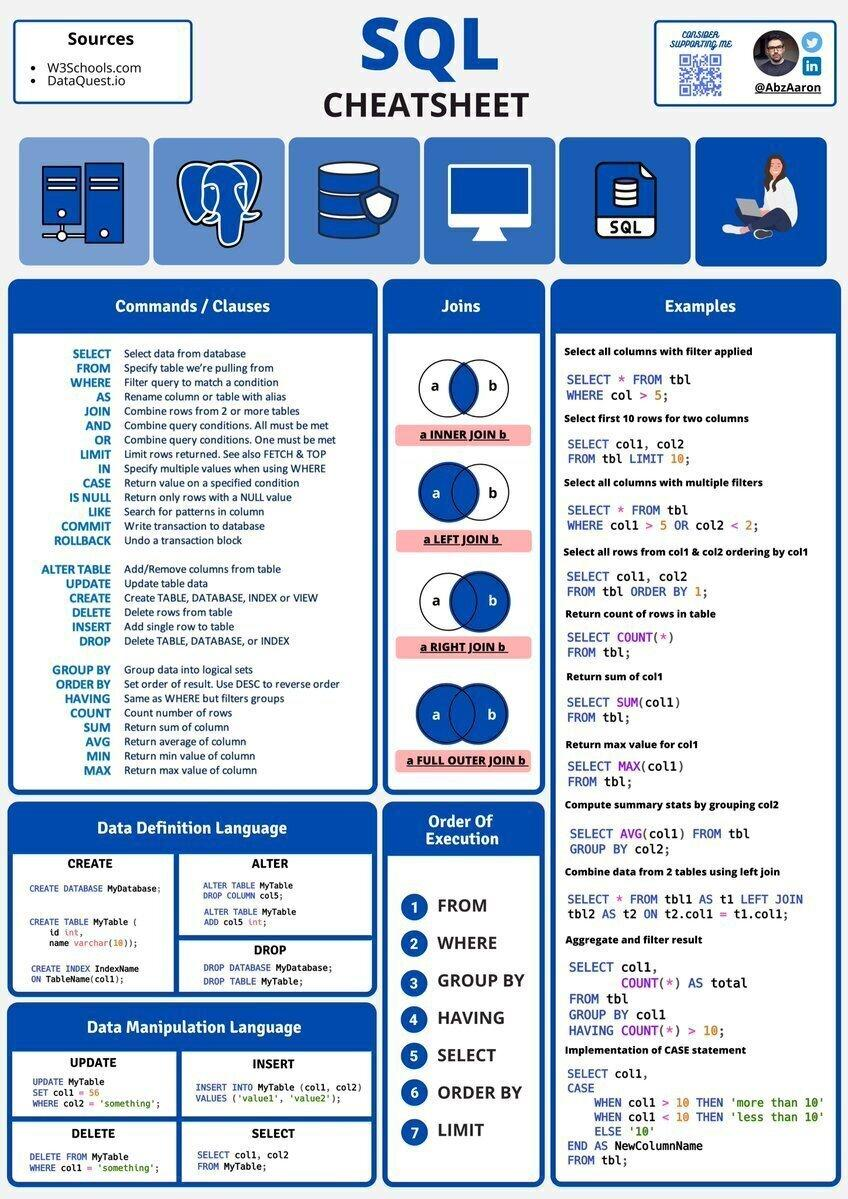 Sources
• W3Schools.com
• DataQuest.io
SQL
CHEATSHEET
CONSIDER
SUPPORTING ME
in
@AbzAaron
SQL
Commands / Clauses
SELECT Select data from database
FROM Specify table we're pulling from
WHERE Filter query to match a condition
AS Rename column or table with alias
JOIN Combine rows from 2 or more tables
AND Combine query conditions. All must be met
OR Combine query conditions. One must be met
LIMIT Limit rows returned. See also FETCH & TOP
IN Specify multiple values when using WHERE
CASE Return value on a specified condition
IS NULL Return only rows with a NULL value
LIKE Search for patterns in column
COMMIT Write transaction to database
ROLLBACK Undo a transaction block
ALTER TABLE Add/Remove columns from table
UPDATE Update table data
CREATE Create TABLE, DATABASE, INDEX or VIEW
DELETE Delete rows from table
INSERT Add single row to table
DROP Delete TABLE, DATABASE, or INDEX
GROUP BY Group data into logical sets
ORDER BY Set order of result. Use DESC to reverse order
HAVING Same as WHERE but filters groups
COUNT Count number of rows
SUM Return sum of column
AVG Return average of column
MIN Return min value of column
MAX Return max value of column
Joins
a b
a INNER JOIN b
a b
a LEFT JOIN b
a b
a RIGHT JOIN b
a b
a FULL OUTER JOIN b
Examples
Select all columns with filter applied
SELECT * FROM tbl
WHERE col > 5;
Select first 10 rows for two columns
SELECT col1, col2
FROM tbl LIMIT 10;
Select all columns with multiple filters
SELECT * FROM tbl
WHERE col1 > 5 OR col2 < 2;
Select all rows from col1 & col2 ordering by col1
SELECT col1, col2
FROM tbl ORDER BY 1;
Return count of rows in table
SELECT COUNT(*)
FROM tbl;
Return sum of col1
SELECT SUM(col1)
FROM tbl;
Return max value for col1
SELECT MAX(col1)
FROM tbl;
Compute summary stats by grouping col2
SELECT AVG(col1) FROM tbl
GROUP BY col2;
Combine data from 2 tables using left join
SELECT * FROM tbl1 AS t1 LEFT JOIN
tbl2 AS t2 ON t2.col1 = t1.col1;
Aggregate and filter result
SELECT col1,
COUNT(*) AS total
FROM tbl
GROUP BY col1
HAVING COUNT(*) > 10;
Implementation of CASE statement
SELECT col1,
CASE
WHEN col1 > 10 THEN 'more than 10'
WHEN col1 < 10 THEN 'less than 10'
ELSE '10'
END AS NewColumnName
FROM tbl;
Data Definition Language
CREATE
CREATE DATABASE MyDatabase;
CREATE TABLE MyTable (
id int,
name varchar(10));
CREATE INDEX IndexName
ON TableName(col1);
ALTER
ALTER TABLE MyTable
DROP COLUMN col5;
ALTER TABLE MyTable
ADD col5 int;
DROP
DROP DATABASE MyDatabase;
DROP TABLE MyTable;
Data Manipulation Language
UPDATE
UPDATE MyTable
SET col1 = 56
WHERE col2 = 'something';
INSERT
INSERT INTO MyTable (col1, col2)
VALUES ('value1', 'value2');
DELETE
DELETE FROM MyTable
WHERE col1 = 'something';
SELECT
SELECT col1, col2
FROM MyTable;
Order Of
Execution
1 FROM
2 WHERE
3 GROUP BY
4 HAVING
5 SELECT
6 ORDER BY
7 LIMIT